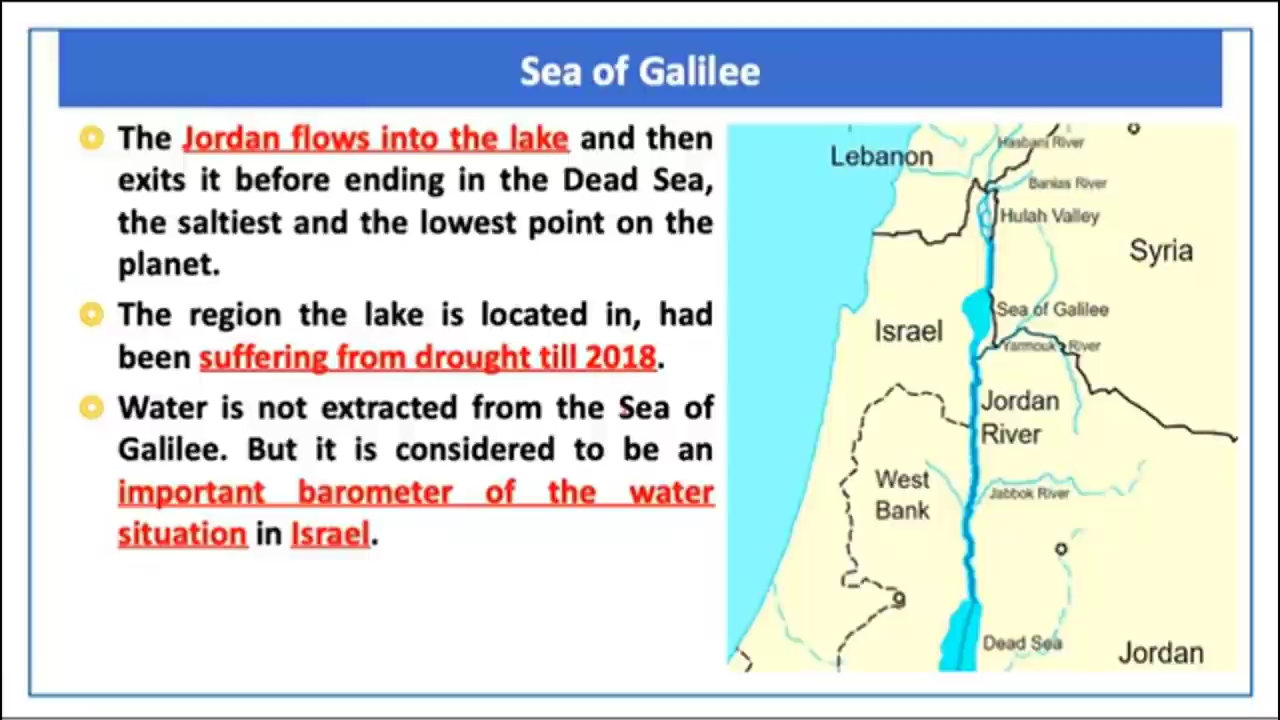 Sea of Galilee
The Jordan flows into the lake and then
exits it before ending in the Dead Sea,
the saltiest and the lowest point on the
planet.
The region the lake is located in, had
been suffering from drought till 2018.
Water is not extracted from the Sea of
Galilee. But it is considered to be an
important barometer of the water
situation in Israel.
Lebanon
Hasbani River
Banias River
Hulah Valley
Syria
Sea of Galilee
Israel
Yarmouk River
Jordan
River
West
Bank
Jabbok River
Dead Sea
Jordan